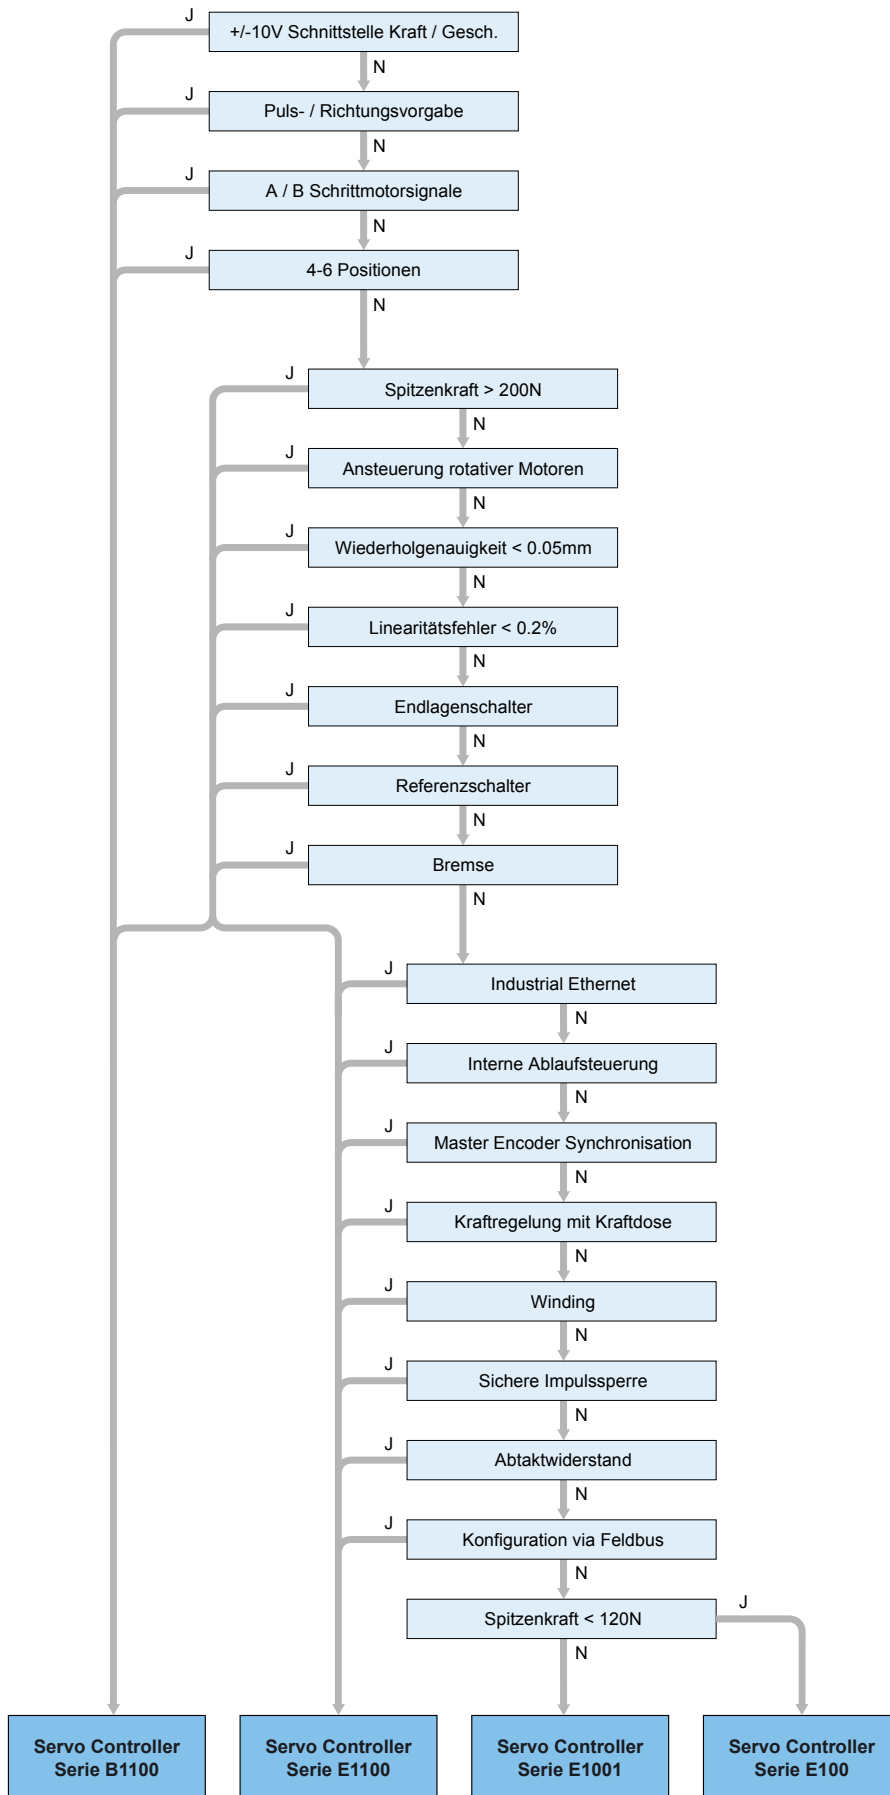 J
+/-10V Schnittstelle Kraft / Gesch.
N
J
Puls- / Richtungsvorgabe
N
J
A / B Schrittmotorsignale
N
J
4-6 Positionen
N
J
Spitzenkraft > 200N
N
J
Ansteuerung rotativer Motoren
N
J
Wiederholgenauigkeit < 0.05mm
N
J
Linearitätsfehler < 0.2%
N
J
Endlagenschalter
N
J
Referenzschalter
N
J
Bremse
N
J
Industrial Ethernet
N
J
Interne Ablaufsteuerung
N
J
Master Encoder Synchronisation
N
J
Kraftregelung mit Kraftdose
N
J
Winding
N
J
Sichere Impulssperre
N
J
Abtaktwiderstand
N
J
Konfiguration via Feldbus
N
J
Spitzenkraft < 120N
N
Servo Controller
Serie B1100
Servo Controller
Serie E1100
Servo Controller
Serie E1001
Servo Controller
Serie E100